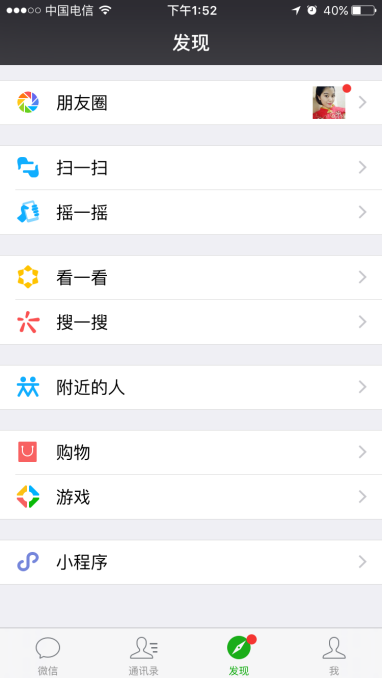 中国电信 下午1:52 40%
发现
朋友圈
扫一扫
摇一摇
看一看
搜一搜
附近的人
购物
游戏
小程序
微信 通讯录 发现 我